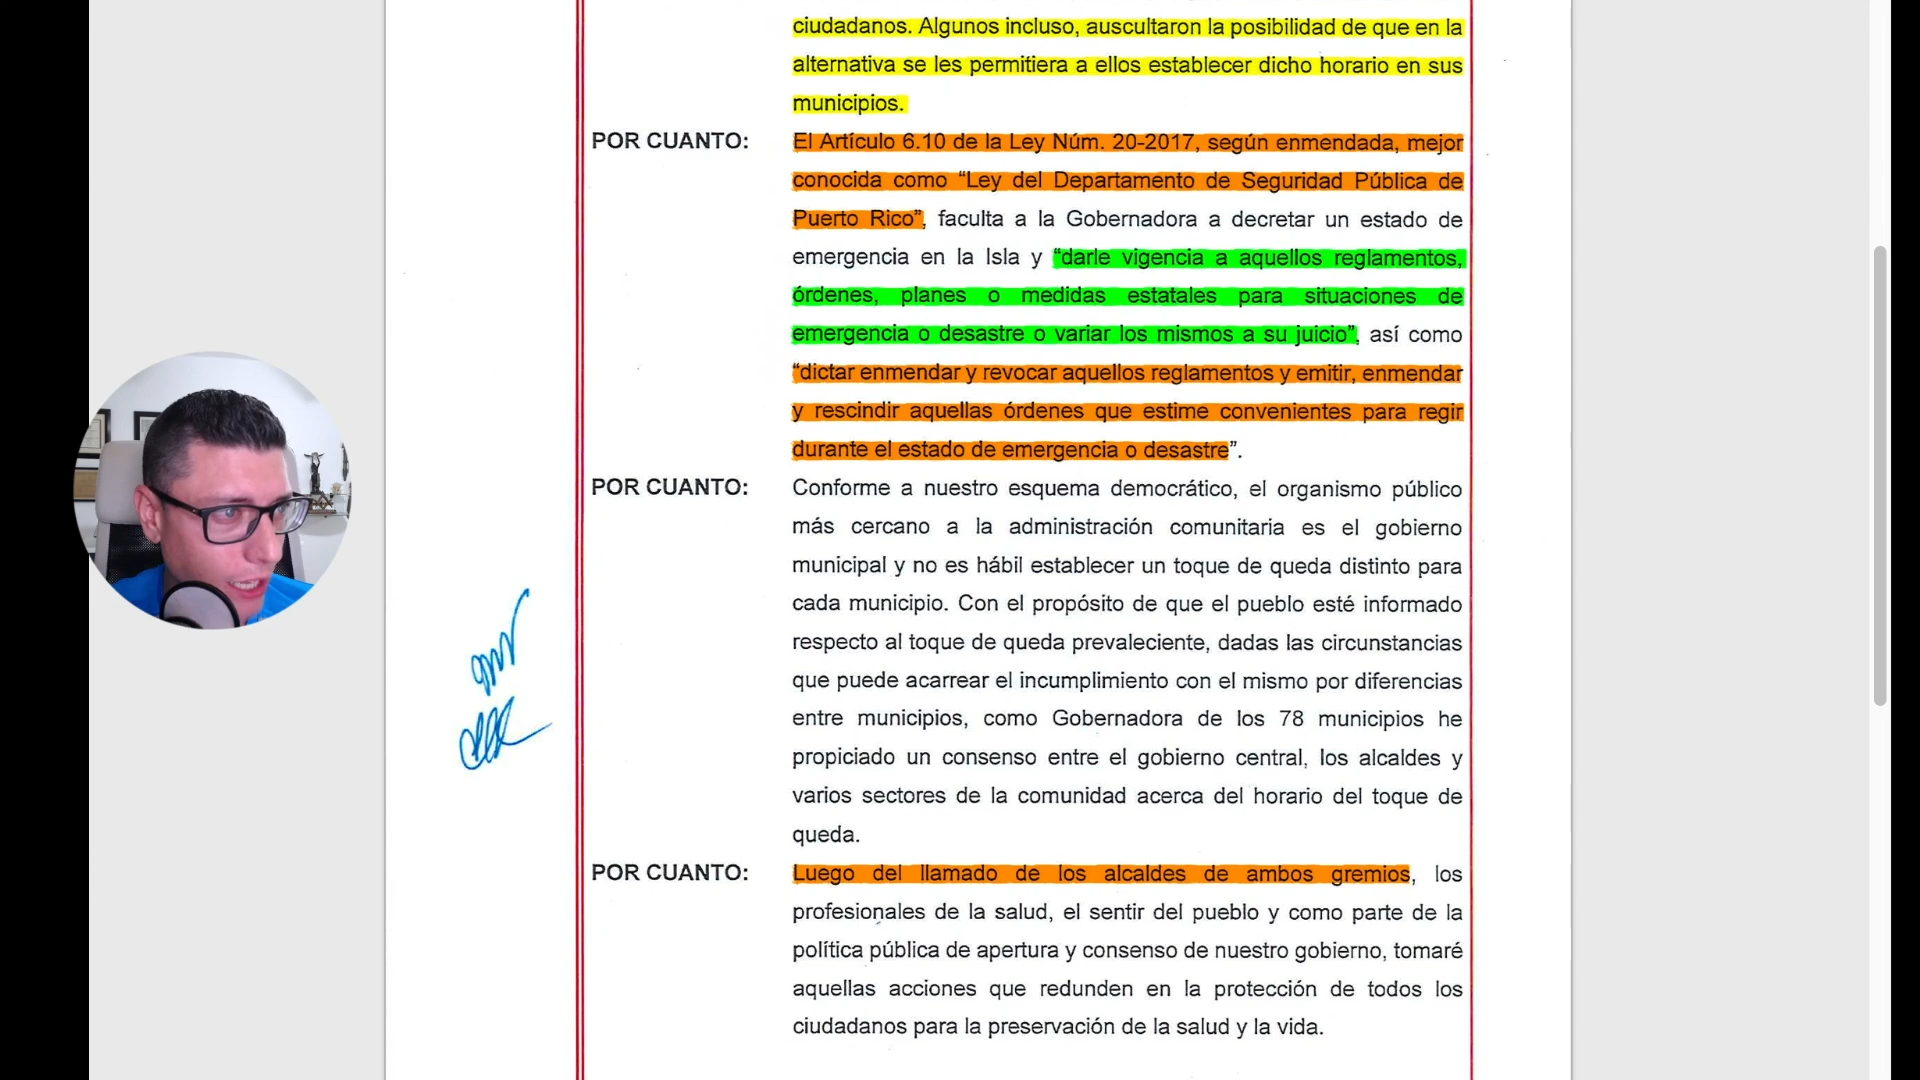 ciudadanos. Algunos incluso, auscultaron la posibilidad de que en la
alternativa se les permitiera a ellos establecer dicho horario en sus
municipios.
POR CUANTO: El Artículo 6.10 de la Ley Núm. 20-2017, según enmendada, mejor
conocida como “Ley del Departamento de Seguridad Pública de
Puerto Rico”, faculta a la Gobernadora a decretar un estado de
emergencia en la Isla y “darle vigencia a aquellos reglamentos,
órdenes, planes o medidas estatales para situaciones de
emergencia o desastre o variar los mismos a su juicio”, así como
“dictar enmendar y revocar aquellos reglamentos y emitir, enmendar
y rescindir aquellas órdenes que estime convenientes para regir
durante el estado de emergencia o desastre”.
POR CUANTO: Conforme a nuestro esquema democrático, el organismo público
más cercano a la administración comunitaria es el gobierno
municipal y no es hábil establecer un toque de queda distinto para
cada municipio. Con el propósito de que el pueblo esté informado
respecto al toque de queda prevaleciente, dadas las circunstancias
que puede acarrear el incumplimiento con el mismo por diferencias
entre municipios, como Gobernadora de los 78 municipios he
propiciado un consenso entre el gobierno central, los alcaldes y
varios sectores de la comunidad acerca del horario del toque de
queda.
POR CUANTO: Luego del llamado de los alcaldes de ambos gremios, los
profesionales de la salud, el sentir del pueblo y como parte de la
política pública de apertura y consenso de nuestro gobierno, tomaré
aquellas acciones que redunden en la protección de todos los
ciudadanos para la preservación de la salud y la vida.